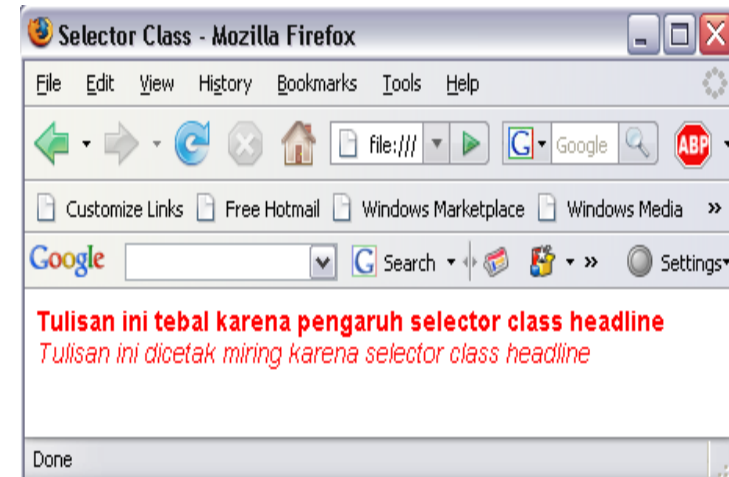 Selector Class - Mozilla Firefox
File Edit View History Bookmarks Tools Help
file:/// G Google ABP
Customize Links Free Hotmail Windows Marketplace Windows Media »
Google G Search » Settings
Tulisan ini tebal karena pengaruh selector class headline
Tulisan ini dicetak miring karena selector class headline
Done